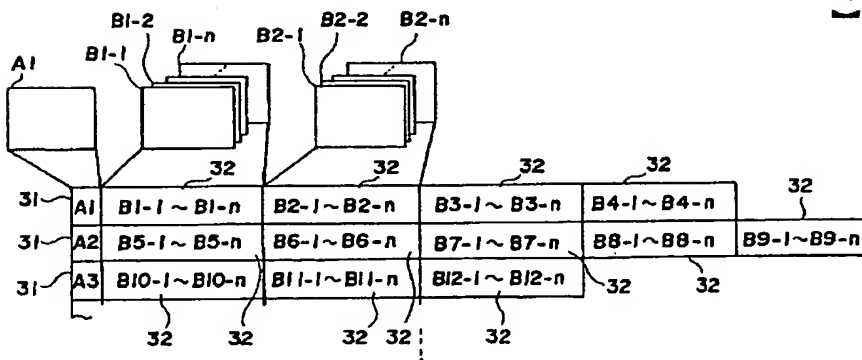 B1-2
B1-n
B2-n
B2-2
B1-1
B2-1
A1
32 32 32 32
31 A1 B1-1~B1-n B2-1~B2-n B3-1~B3-n B4-1~B4-n 32
31 A2 B5-1~B5-n B6-1~B6-n B7-1~B7-n B8-1~B8-n B9-1~B9-n
31 A3 B10-1~B10-n B11-1~B11-n B12-1~B12-n 32 32
32 32 32 32 32